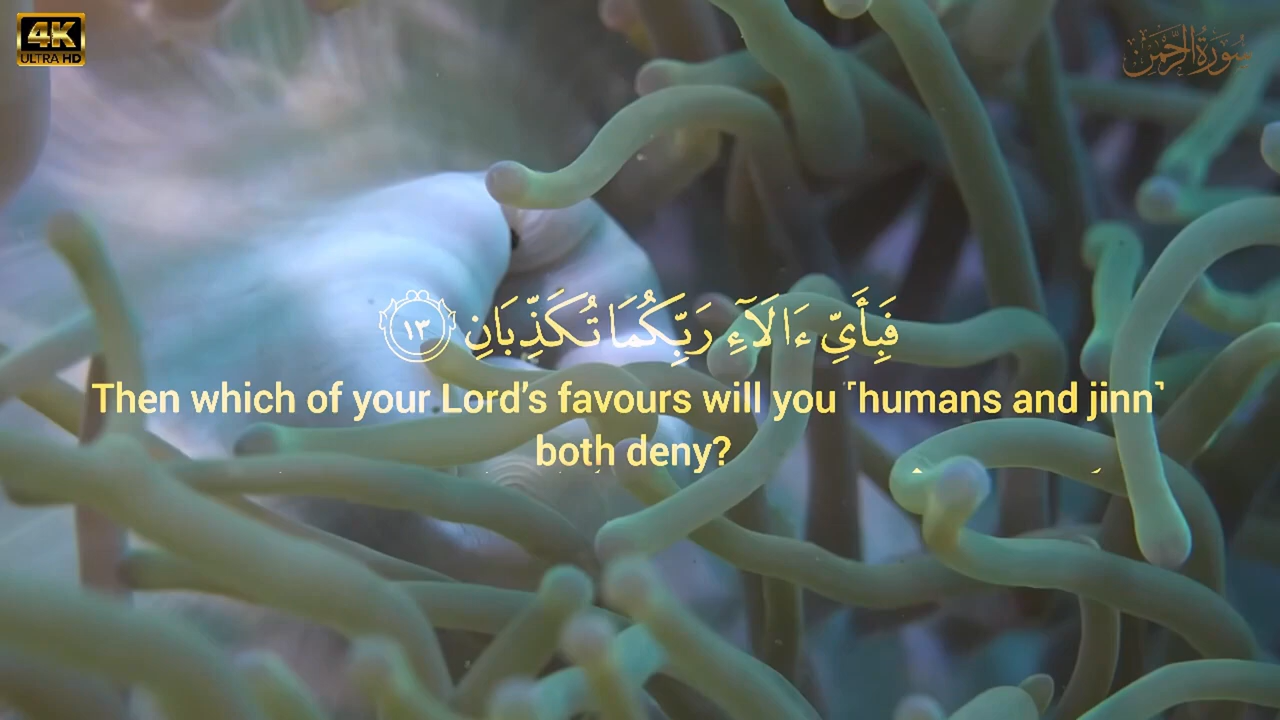 4K
ULTRA HD
سُورَةُ الرَّحْمَٰن
فَبِأَيِّ ءَالَآءِ رَبِّكُمَا تُكَذِّبَانِ ١٣
Then which of your Lord’s favours will you ˹humans and jinn˺
both deny?